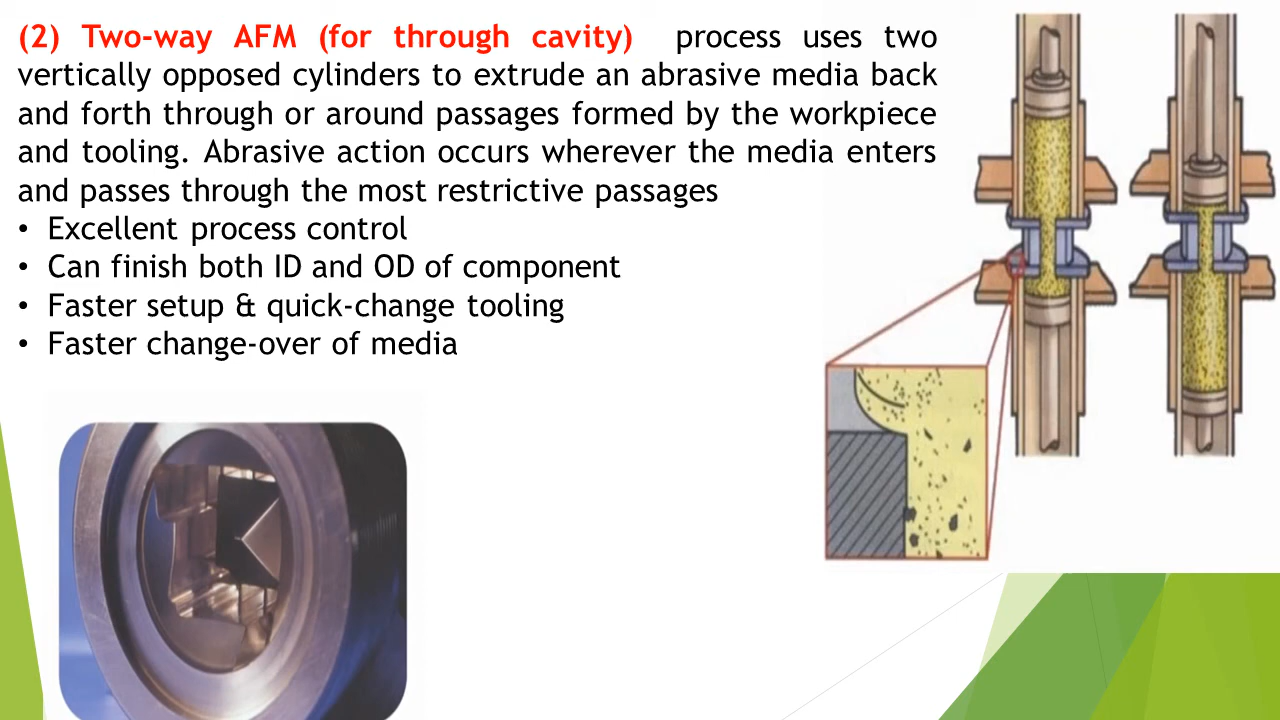 (2) Two-way AFM (for through cavity) process uses two
vertically opposed cylinders to extrude an abrasive media back
and forth through or around passages formed by the workpiece
and tooling. Abrasive action occurs wherever the media enters
and passes through the most restrictive passages
• Excellent process control
• Can finish both ID and OD of component
• Faster setup & quick-change tooling
• Faster change-over of media